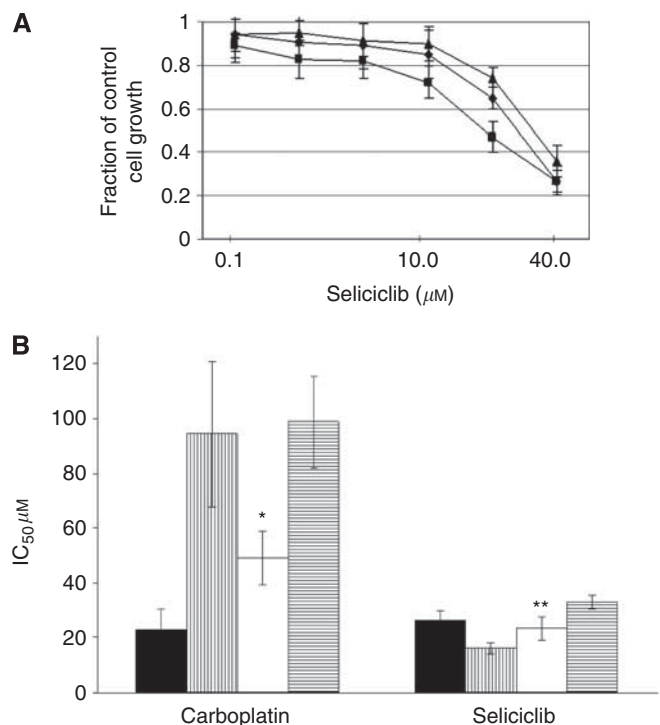 A
1
0.8
0.6
0.4
0.2
0
Fraction of control
cell growth
0.1
10.0
40.0
Seliciclib (μM)
B
120
100
80
60
40
20
0
IC50 μM
*
**
Carboplatin
Seliciclib